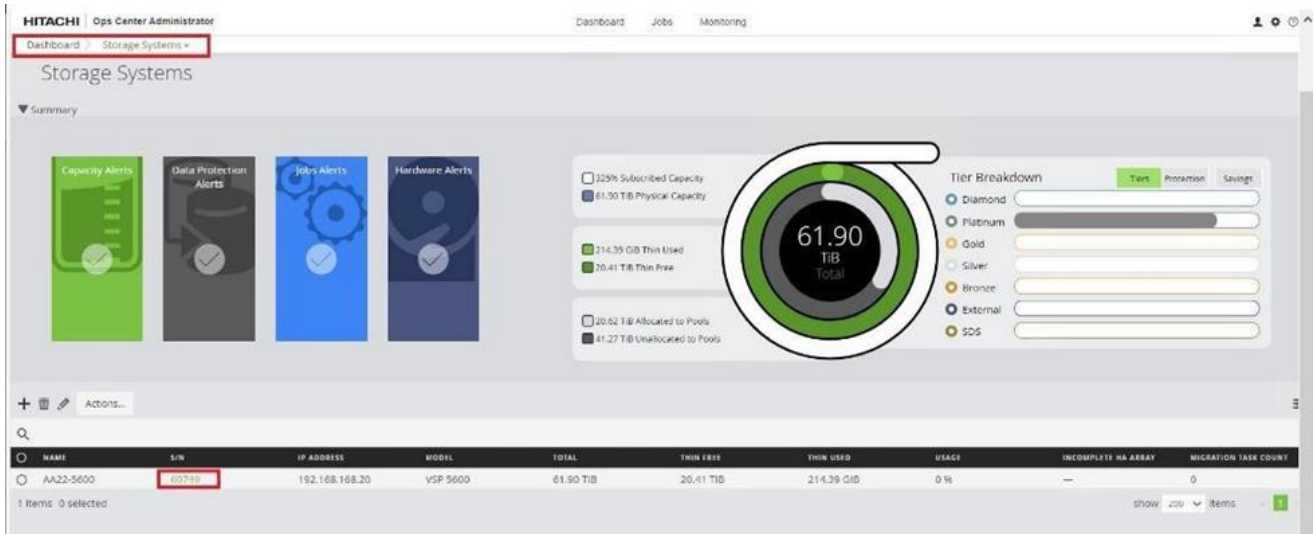 HITACHI Ops Center Administrator
Dashboard Jobs Monitoring
Dashboard Storage Systems
Storage Systems
Summary
Capacity Alerts
Data Protection Alerts
Jobs Alerts
Hardware Alerts
325% Subscribed Capacity
61.90 TiB Physical Capacity
214.39 GiB Thin Used
20.41 TiB Thin Free
20.62 TiB Allocated to Pools
41.27 TiB Unallocated to Pools
61.90
TiB
Total
Tier Breakdown
Tiers Protection Savings
Diamond
Platinum
Gold
Silver
Bronze
External
SDS
Actions...
NAME S/N IP ADDRESS MODEL TOTAL THIN FREE THIN USED USAGE INCOMPLETE HA ARRAY MIGRATION TASK COUNT
AA22-5600 60749 192.168.168.20 VSP 5600 61.90 TiB 20.41 TiB 214.39 GiB 0 % — 0
1 Items 0 selected
show 200 items 1